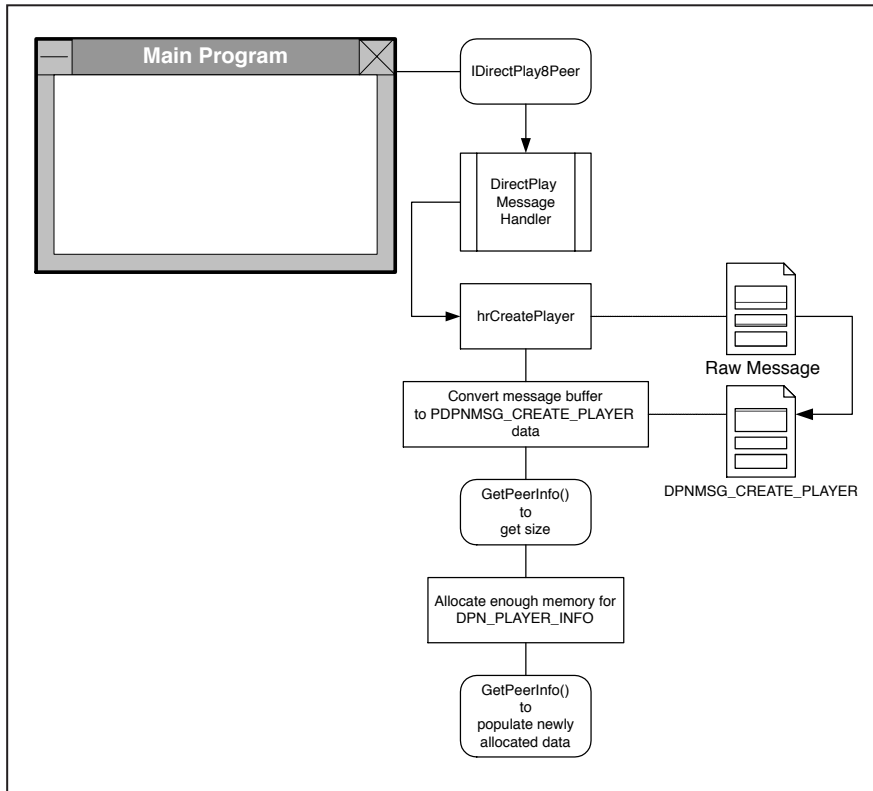 Main Program
IDirectPlay8Peer
DirectPlay
Message
Handler
hrCreatePlayer
Raw Message
Convert message buffer
to PDPNMSG_CREATE_PLAYER
data
DPNMSG_CREATE_PLAYER
GetPeerInfo()
to
get size
Allocate enough memory for
DPN_PLAYER_INFO
GetPeerInfo()
to
populate newly
allocated data